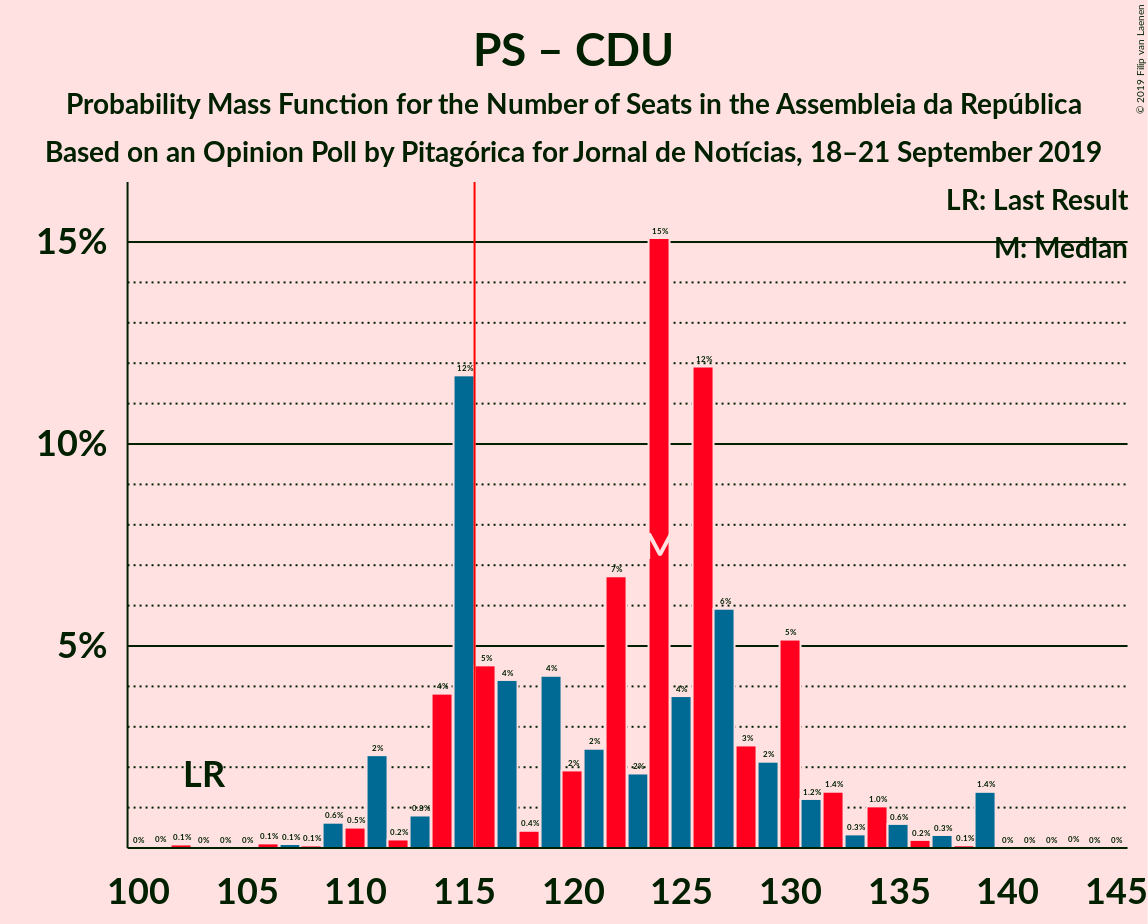 PS – CDU
Probability Mass Function for the Number of Seats in the Assembleia da República
Based on an Opinion Poll by Pitagórica for Jornal de Notícias, 18–21 September 2019
© 2019 Filip van Laenen
LR: Last Result
M: Median
15%
10%
5%
LR
M
0% 0% 0.1% 0% 0% 0% 0.1% 0.1% 0.1% 0.6% 0.5% 2% 0.2% 0.8% 4% 12% 5% 4% 0.4% 4% 2% 2% 7% 2% 15% 4% 12% 6% 3% 2% 5% 1.2% 1.4% 0.3% 1.0% 0.6% 0.2% 0.3% 0.1% 1.4% 0% 0% 0% 0% 0% 0%
100 105 110 115 120 125 130 135 140 145